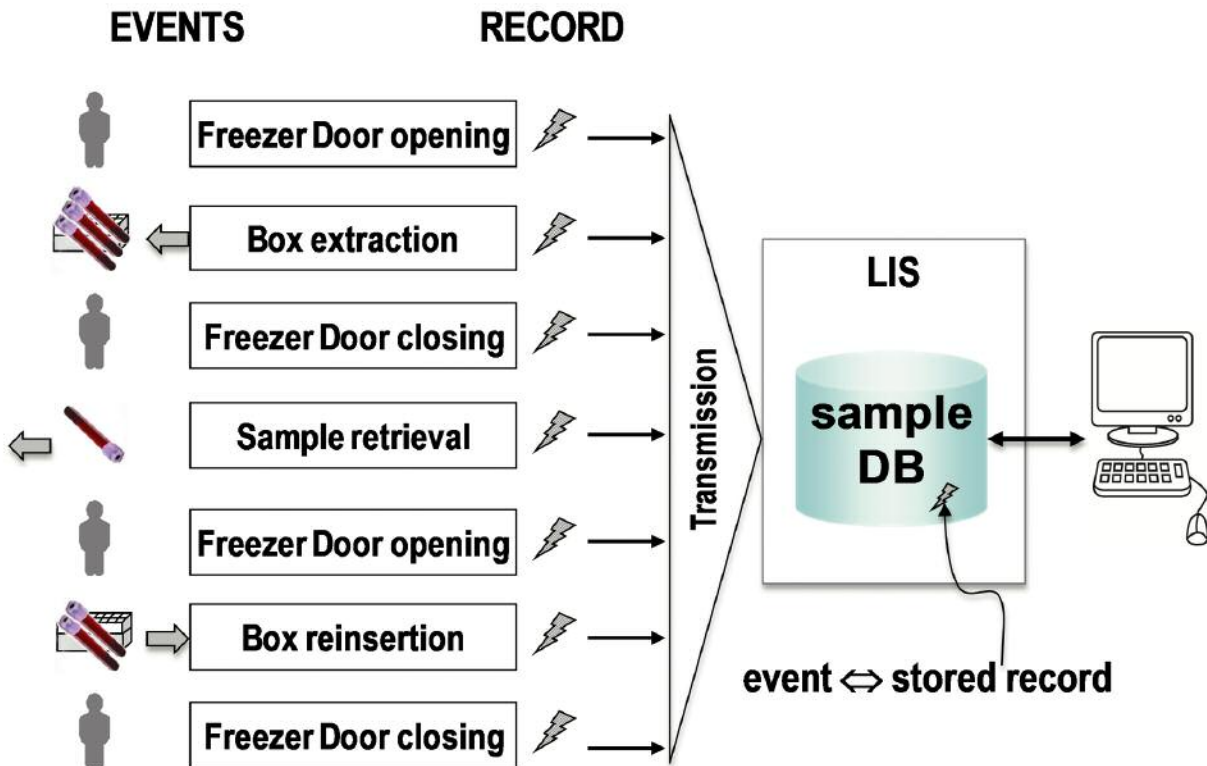 EVENTS
RECORD
Freezer Door opening
Box extraction
Freezer Door closing
Sample retrieval
Freezer Door opening
Box reinsertion
Freezer Door closing
Transmission
LIS
sample
DB
event ⇔ stored record